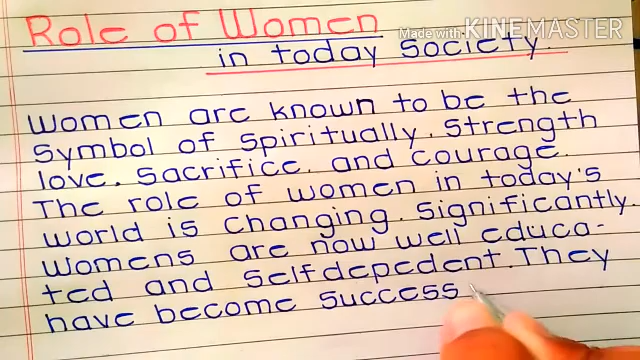 Role of Women
Made with KINEMASTER
in today society.
Women are known to be the
symbol of spiritually. strength
love. sacrifice. and courage.
The role of women in today's
world is changing. significantly.
womens are now well educa-
ted and selfdepedent. They
have become success